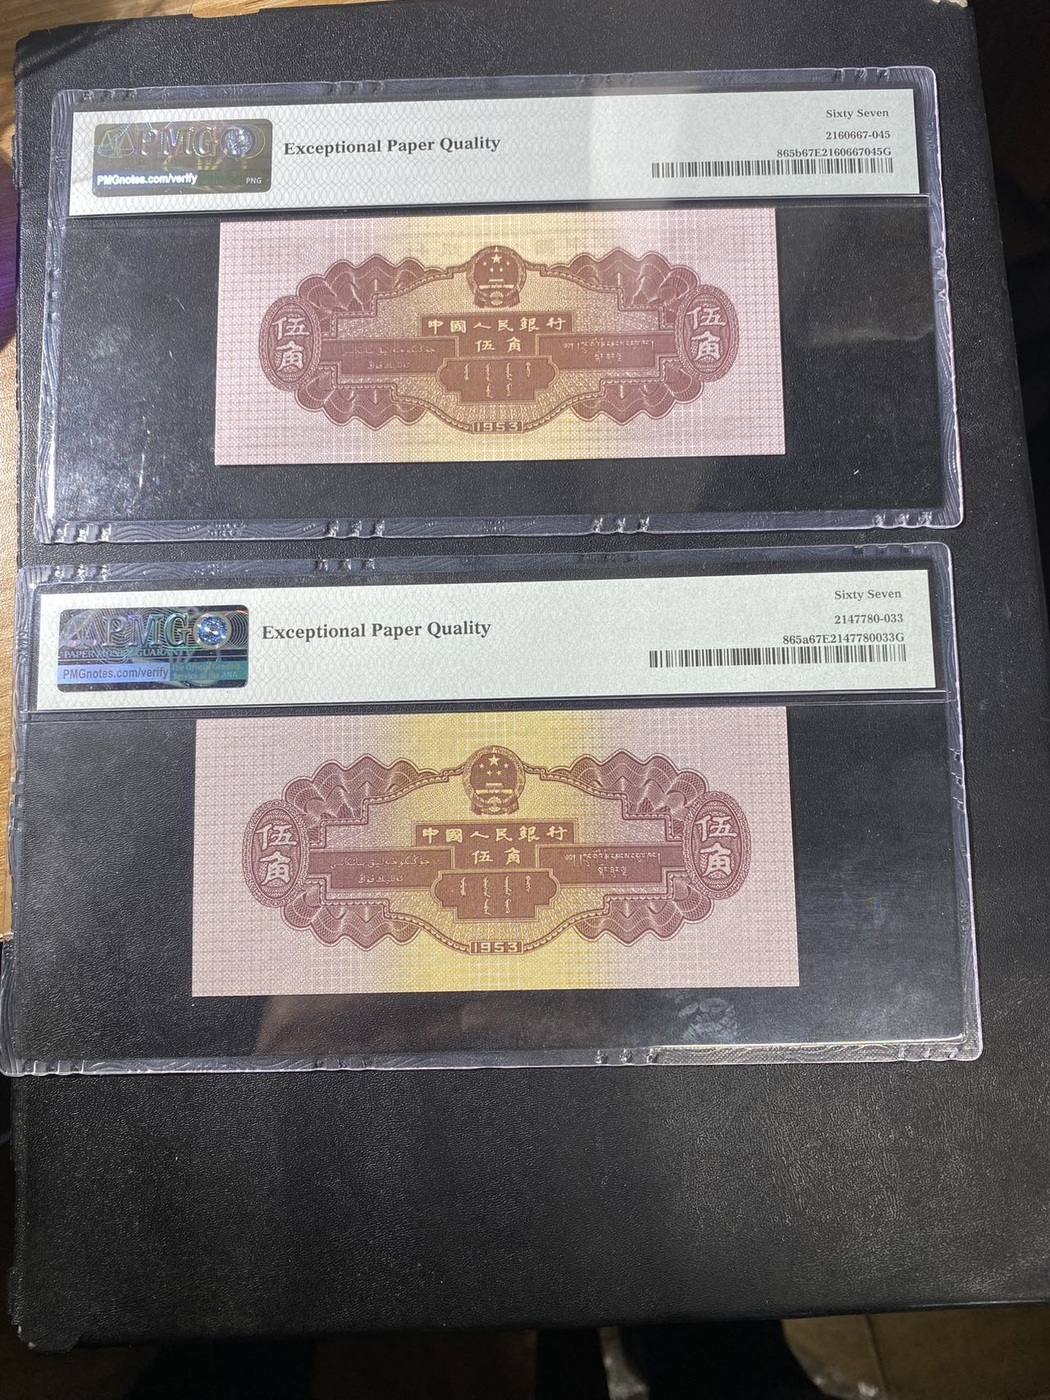 PMG
PMGnotes.com/verify
PNG
Exceptional Paper Quality
Sixty Seven
2160667-045
865b67E2160667045G
中國人民銀行
伍角
伍角
伍角
1953
PMG
PMGnotes.com/verify
Exceptional Paper Quality
Sixty Seven
2147780-033
865a67E2147780033G
中國人民銀行
伍角
伍角
伍角
1953